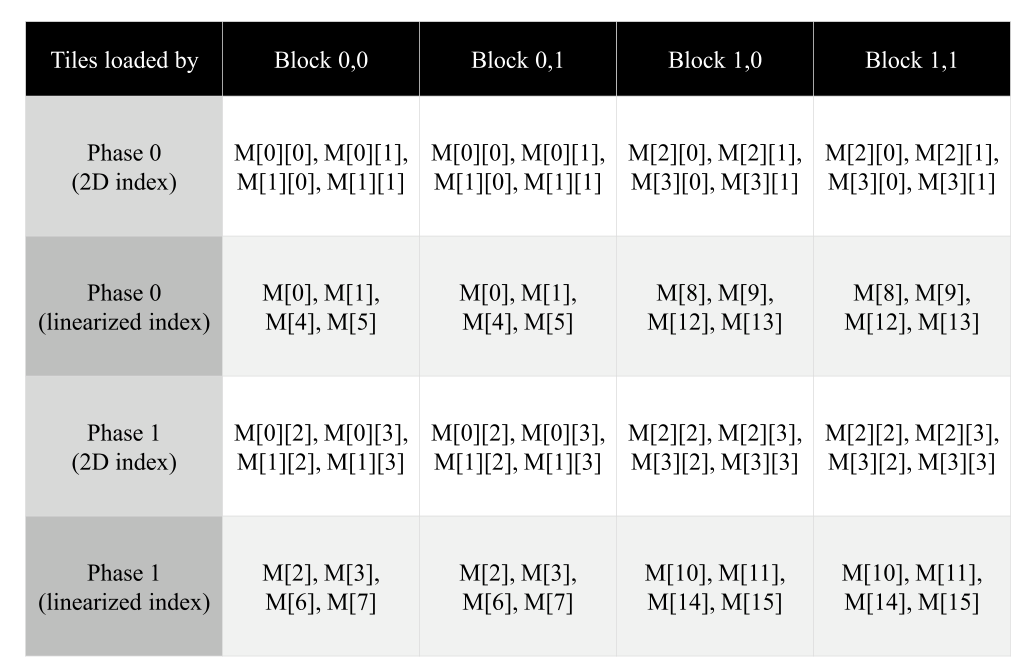 Tiles loaded by
Block 0,0
Block 0,1
Block 1,0
Block 1,1
Phase 0
(2D index)
M[0][0], M[0][1],
M[1][0], M[1][1]
M[0][0], M[0][1],
M[1][0], M[1][1]
M[2][0], M[2][1],
M[3][0], M[3][1]
M[2][0], M[2][1],
M[3][0], M[3][1]
Phase 0
(linearized index)
M[0], M[1],
M[4], M[5]
M[0], M[1],
M[4], M[5]
M[8], M[9],
M[12], M[13]
M[8], M[9],
M[12], M[13]
Phase 1
(2D index)
M[0][2], M[0][3],
M[1][2], M[1][3]
M[0][2], M[0][3],
M[1][2], M[1][3]
M[2][2], M[2][3],
M[3][2], M[3][3]
M[2][2], M[2][3],
M[3][2], M[3][3]
Phase 1
(linearized index)
M[2], M[3],
M[6], M[7]
M[2], M[3],
M[6], M[7]
M[10], M[11],
M[14], M[15]
M[10], M[11],
M[14], M[15]